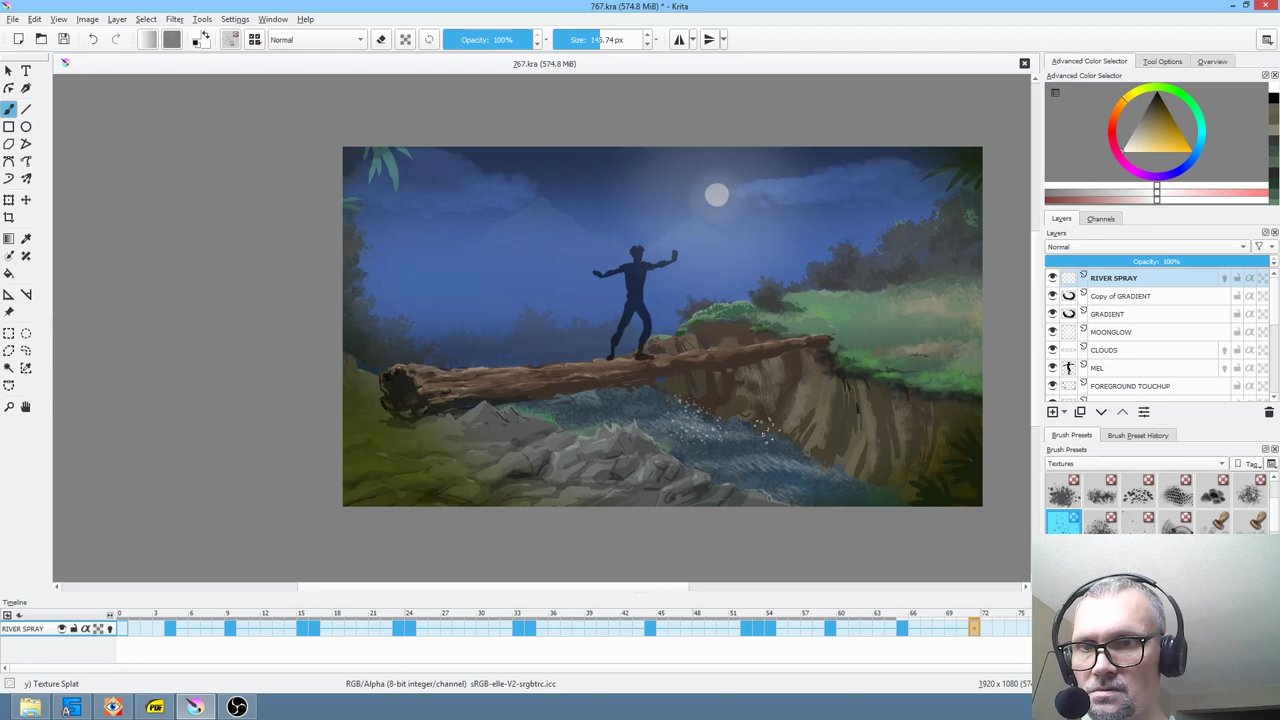 767.kra (574.8 MiB) * - Krita
File Edit View Image Layer Select Filter Tools Settings Window Help
Normal
Opacity: 100%
767.kra (574.8 MiB)
Advanced Color Selector Tool Options Overview
Advanced Color Selector
Layers Channels
Layers
Normal
Opacity: 100%
RIVER SPRAY
Copy of GRADIENT
GRADIENT
MOONGLOW
CLOUDS
MEL
FOREGROUND TOUCHUP
Brush Presets Brush Preset History
Brush Presets
Textures Tag
Timeline
0 3 6 9 12 15 18 21 24 27 30 33 36 39 42 45 48 51 54 57 60 63 66 69 72 75
RIVER SPRAY
y) Texture Splat RGB/Alpha (8-bit integer/channel) sRGB-elle-V2-srgbtrc.icc 1920 x 1080 (57
PDF